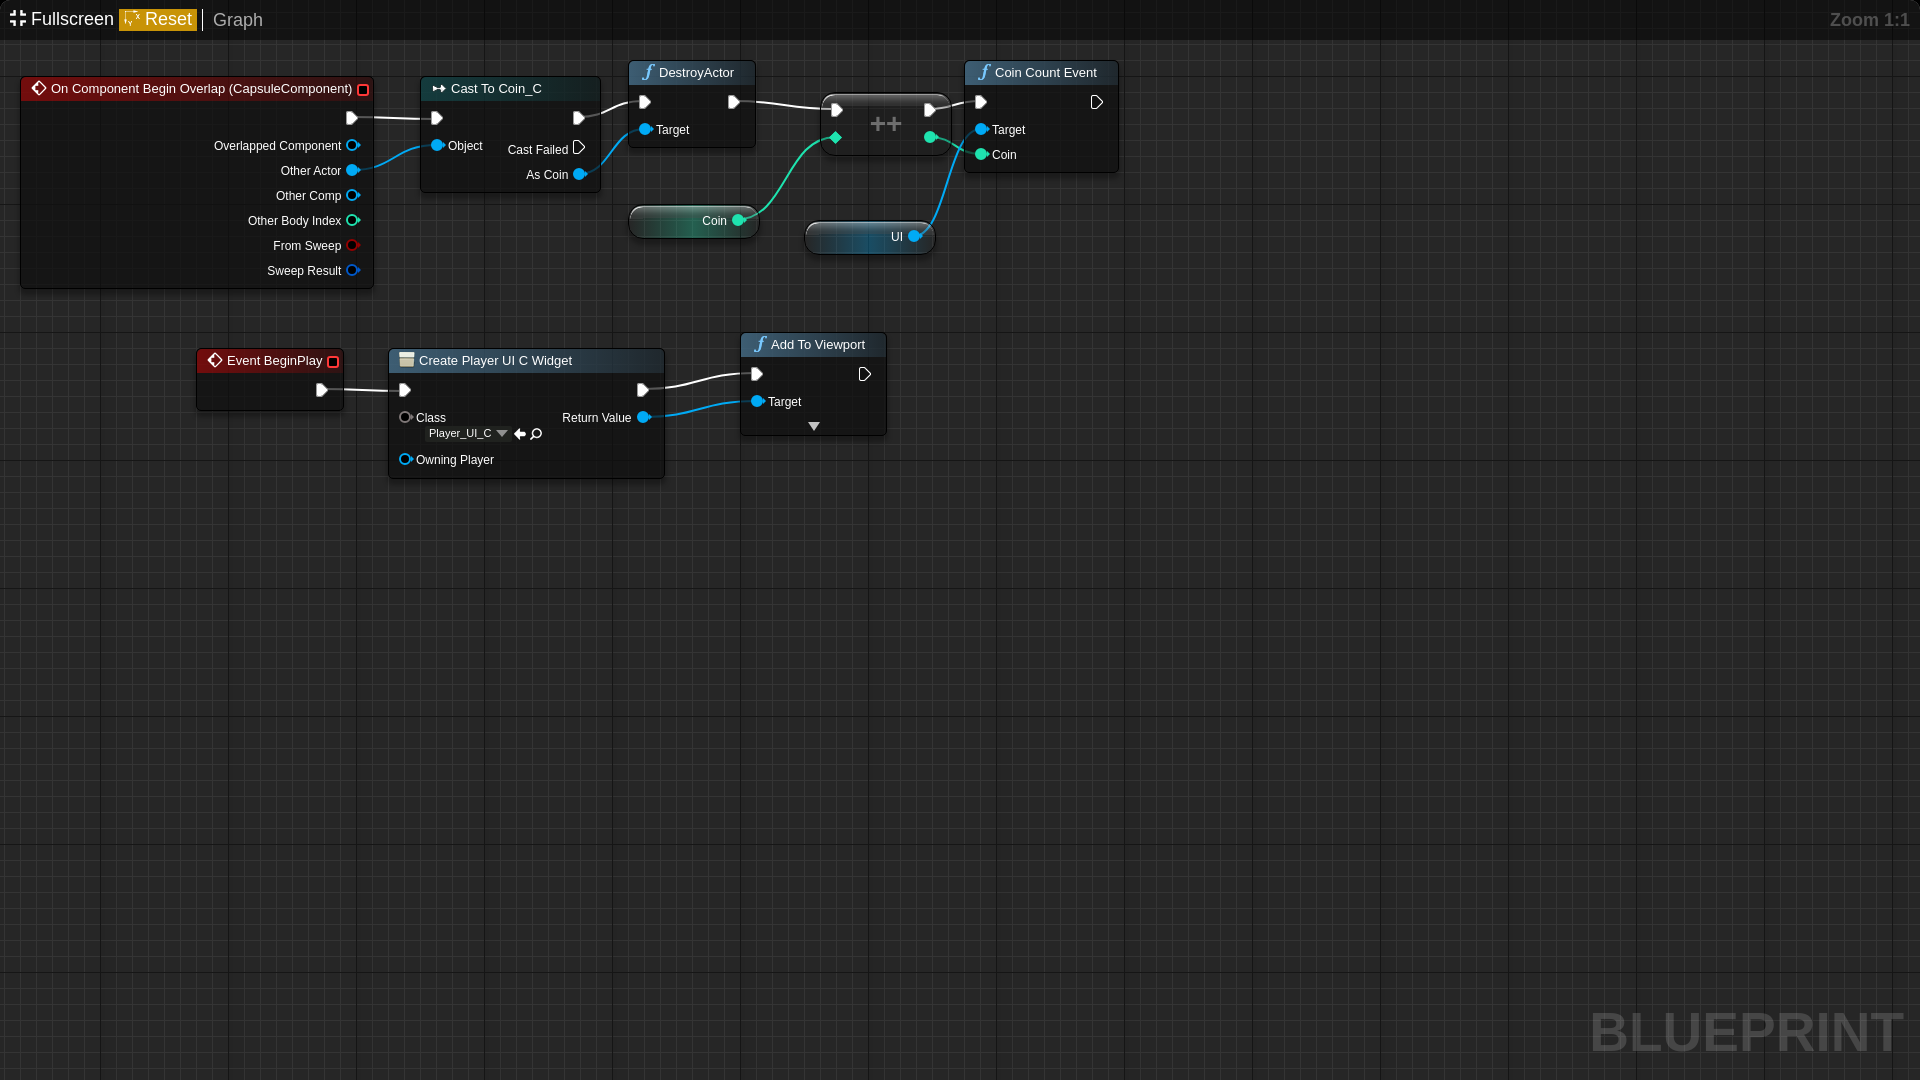 Fullscreen Reset Graph Zoom 1:1
On Component Begin Overlap (CapsuleComponent)
Overlapped Component
Other Actor
Other Comp
Other Body Index
From Sweep
Sweep Result
Cast To Coin_C
Object
Cast Failed
As Coin
DestroyActor
Target
++
Coin
UI
Coin Count Event
Target
Coin
Event BeginPlay
Create Player UI C Widget
Class Return Value
Player_UI_C
Owning Player
Add To Viewport
Target
BLUEPRINT